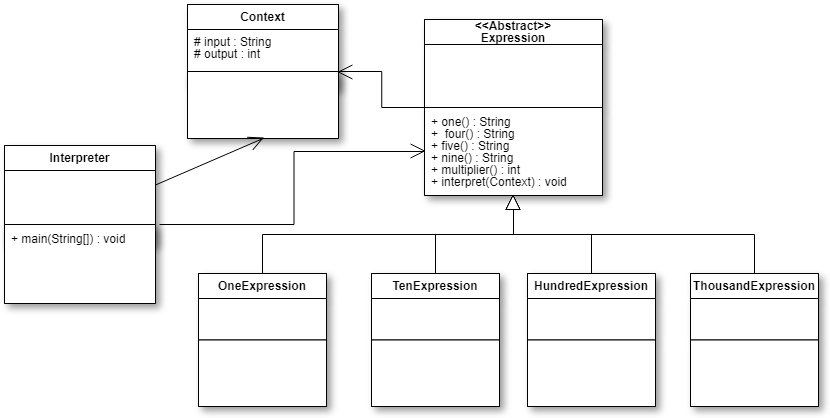 Context
# input : String
# output : int
<<Abstract>>
Expression
+ one() : String
+  four() : String
+ five() : String
+ nine() : String
+ multiplier() : int
+ interpret(Context) : void
Interpreter
+ main(String[]) : void
OneExpression
TenExpression
HundredExpression
ThousandExpression